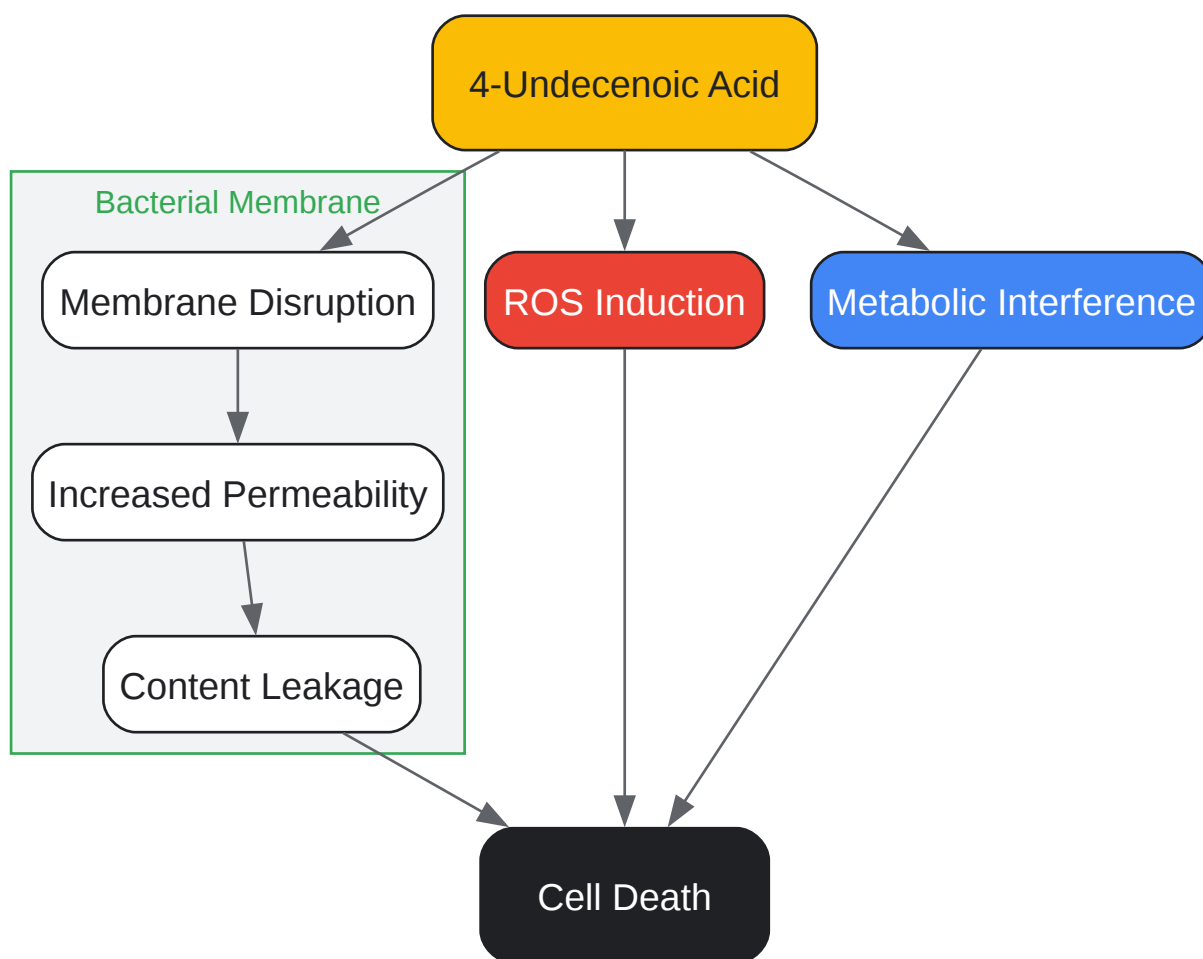 4-Undecenoic Acid
Bacterial Membrane
Membrane Disruption
ROS Induction
Metabolic Interference
Increased Permeability
Content Leakage
Cell Death